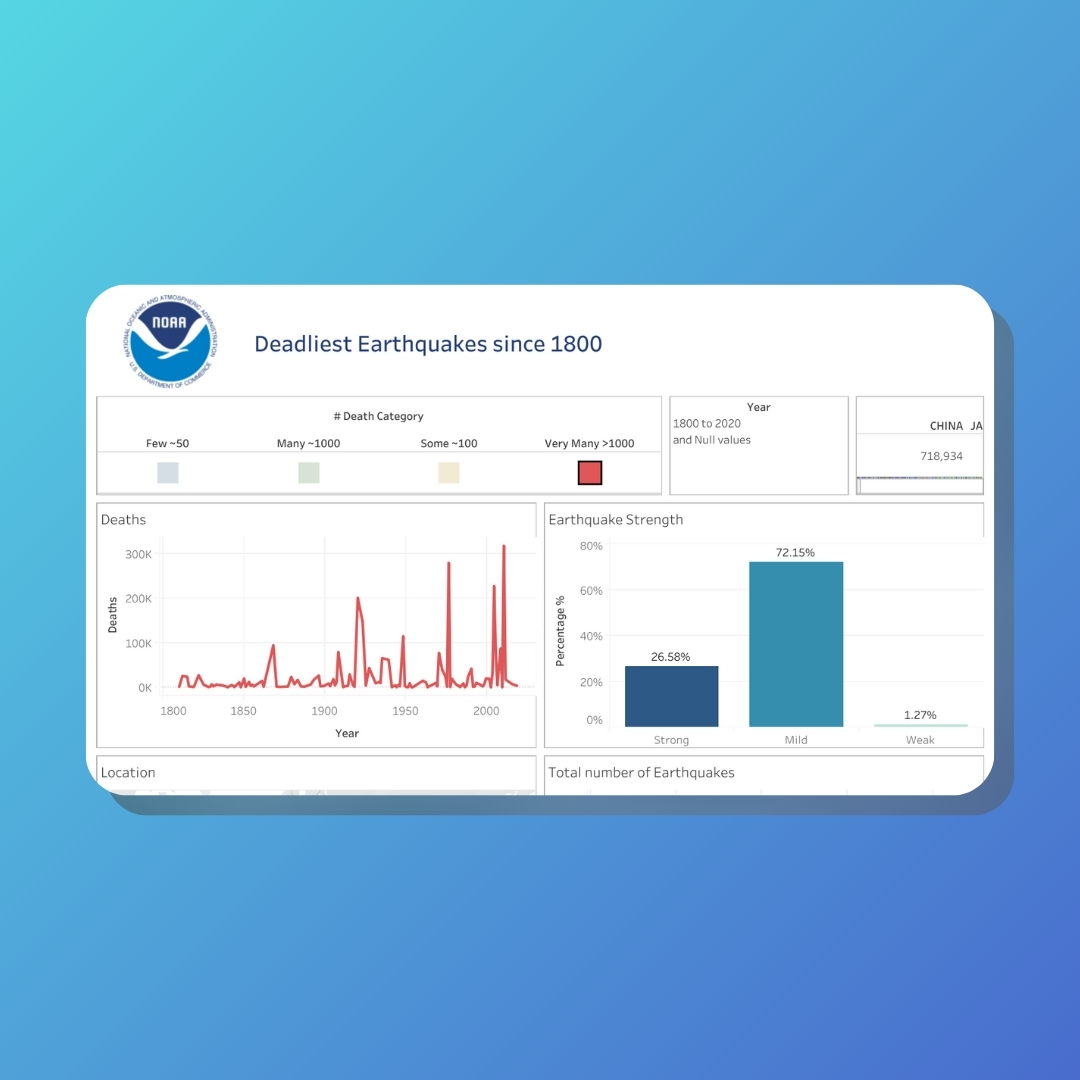 NATIONAL OCEANIC AND ATMOSPHERIC ADMINISTRATION
NOAA
U.S. DEPARTMENT OF COMMERCE
Deadliest Earthquakes since 1800
# Death Category
Few ~50 Many ~1000 Some ~100 Very Many >1000
Year
1800 to 2020
and Null values
CHINA JA
718,934
Deaths
300K
200K
100K
0K
Deaths
1800 1850 1900 1950 2000
Year
Earthquake Strength
80%
60%
40%
20%
0%
Percentage %
26.58%
72.15%
1.27%
Strong Mild Weak
Location
Total number of Earthquakes